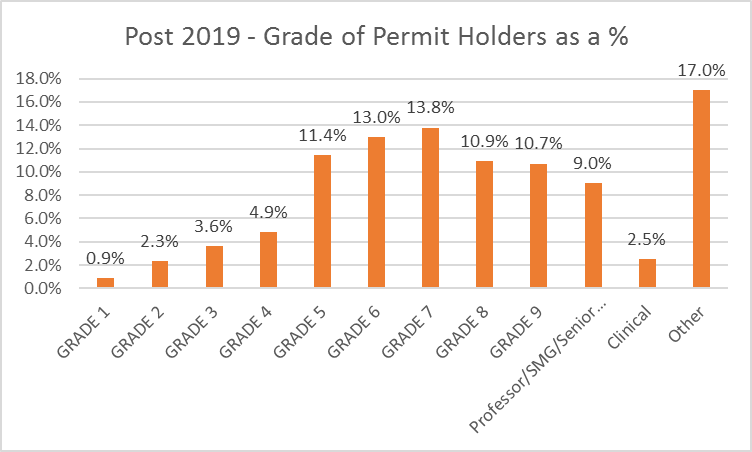 Post 2019 - Grade of Permit Holders as a %
18.0%
16.0%
14.0%
12.0%
10.0%
8.0%
6.0%
4.0%
2.0%
0.0%
0.9%
2.3%
3.6%
4.9%
11.4%
13.0%
13.8%
10.9%
10.7%
9.0%
2.5%
17.0%
GRADE 1
GRADE 2
GRADE 3
GRADE 4
GRADE 5
GRADE 6
GRADE 7
GRADE 8
GRADE 9
Professor/SMG/Senior...
Clinical
Other